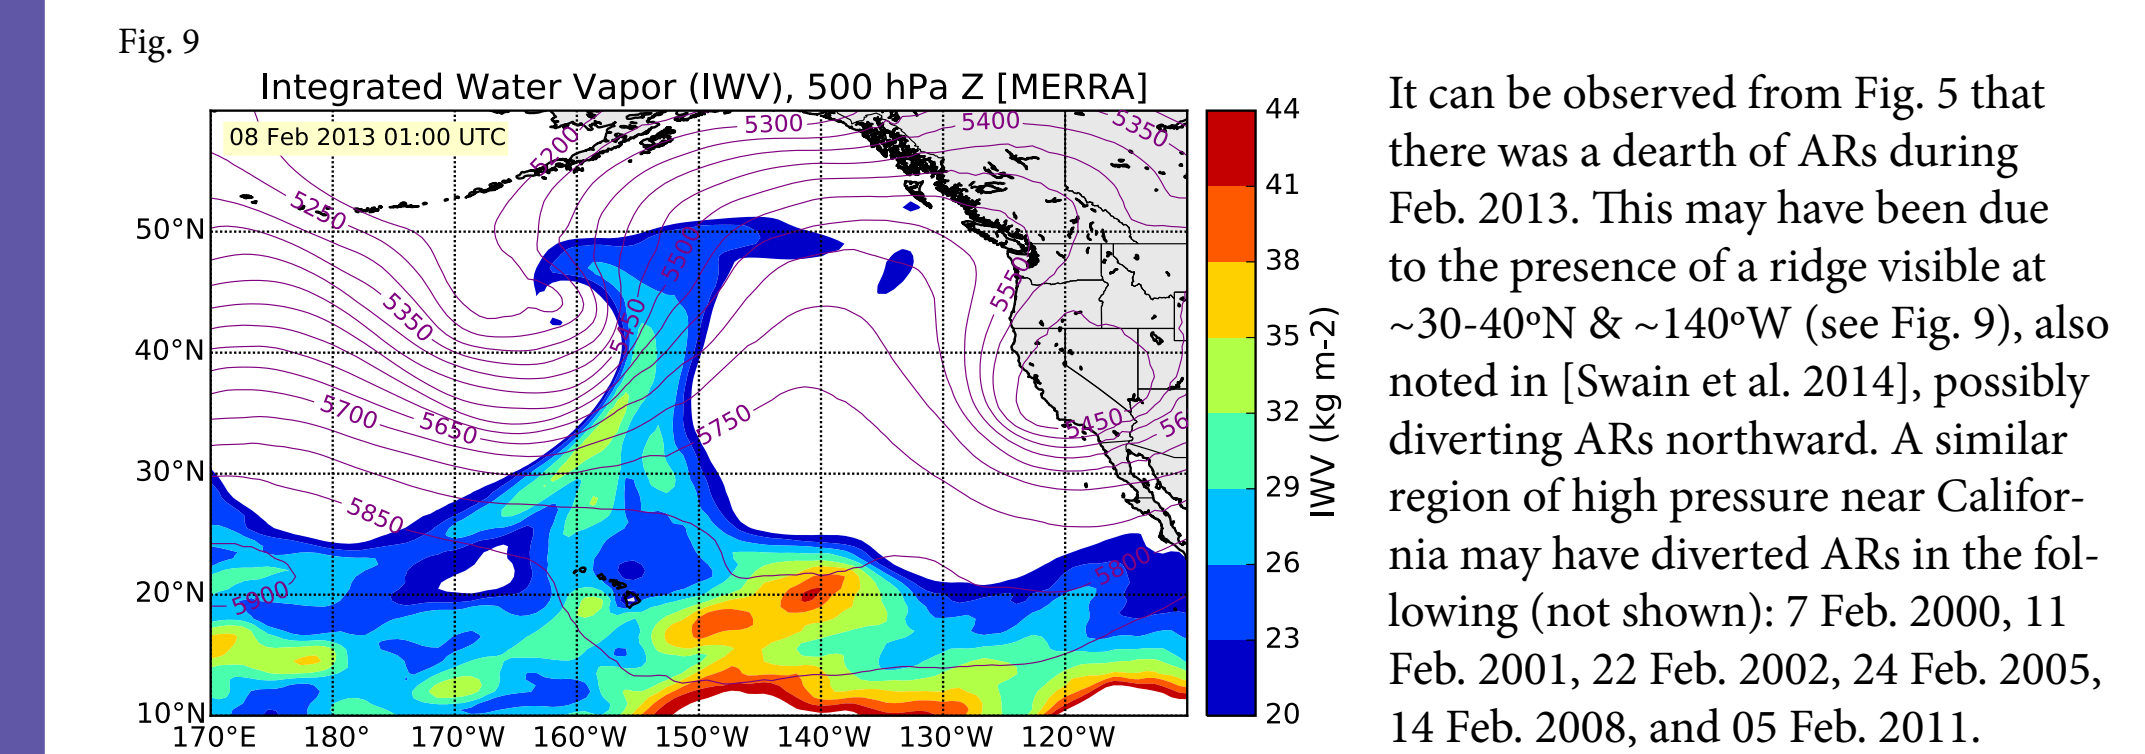 Fig. 9
Integrated Water Vapor (IWV), 500 hPa Z [MERRA]
08 Feb 2013 01:00 UTC
5200
5300
5400
5350
5250
5350
5450
5500
5550
5700
5650
5750
5450
56
5850
5900
5800
50°N
40°N
30°N
20°N
10°N
170°E 180° 170°W 160°W 150°W 140°W 130°W 120°W
44
41
38
35
32
29
26
23
20
IWV (kg m-2)
It can be observed from Fig. 5 that
there was a dearth of ARs during
Feb. 2013. This may have been due
to the presence of a ridge visible at
~30-40ºN & ~140ºW (see Fig. 9), also
noted in [Swain et al. 2014], possibly
diverting ARs northward. A similar
region of high pressure near Califor-
nia may have diverted ARs in the fol-
lowing (not shown): 7 Feb. 2000, 11
Feb. 2001, 22 Feb. 2002, 24 Feb. 2005,
14 Feb. 2008, and 05 Feb. 2011.